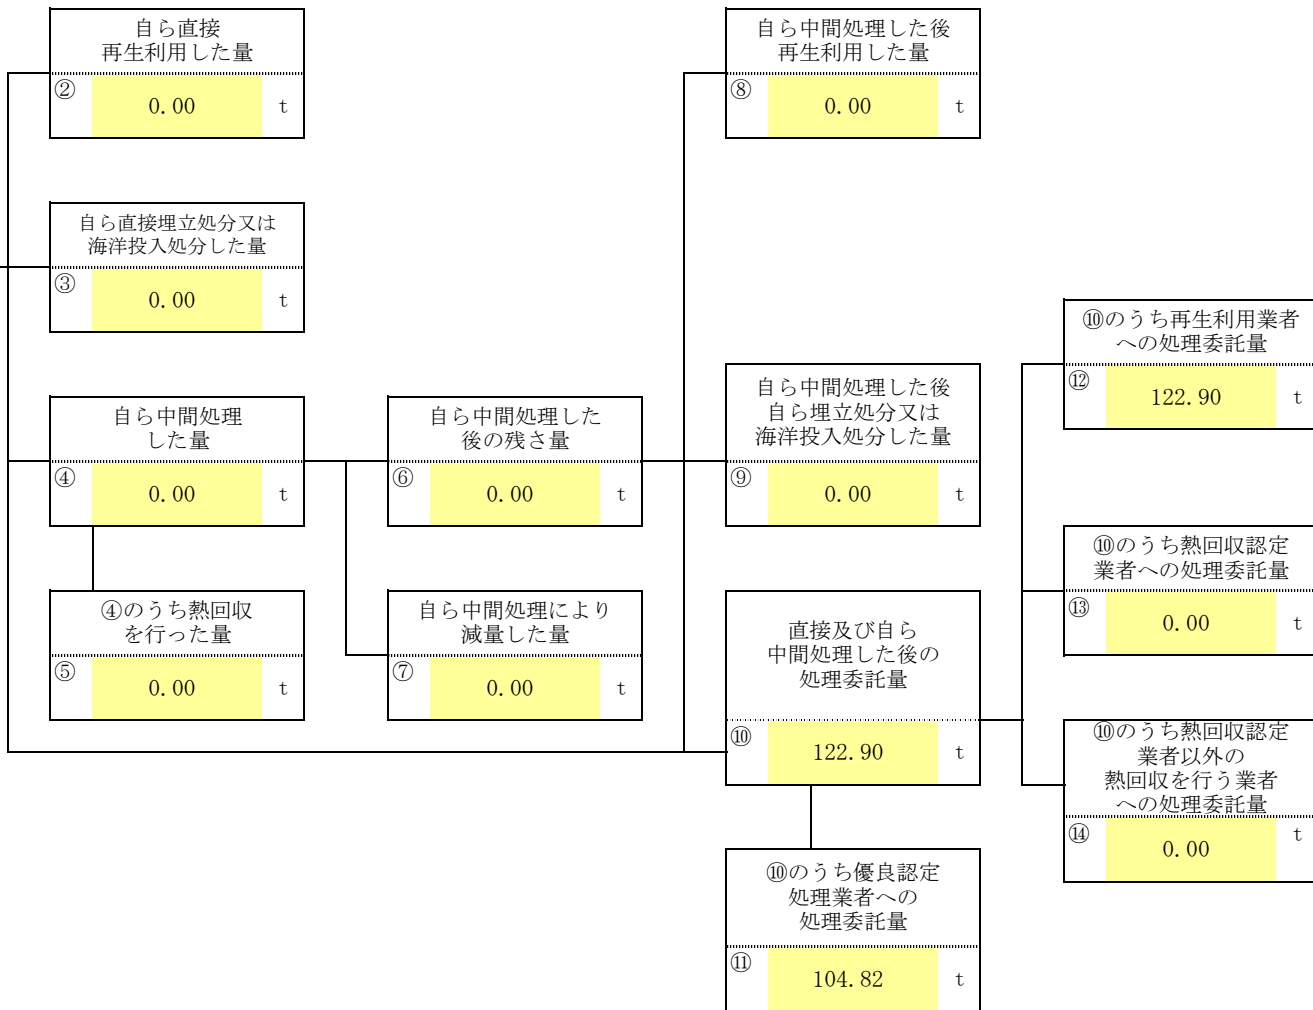 自ら直接
再生利用した量
② 0.00 t
自ら中間処理した後
再生利用した量
⑧ 0.00 t
自ら直接埋立処分又は
海洋投入処分した量
③ 0.00 t
⑩のうち再生利用業者
への処理委託量
⑫ 122.90 t
自ら中間処理
した量
④ 0.00 t
自ら中間処理した
後の残さ量
⑥ 0.00 t
自ら中間処理した後
自ら埋立処分又は
海洋投入処分した量
⑨ 0.00 t
⑩のうち熱回収認定
業者への処理委託量
⑬ 0.00 t
④のうち熱回収
を行った量
⑤ 0.00 t
自ら中間処理により
減量した量
⑦ 0.00 t
直接及び自ら
中間処理した後の
処理委託量
⑩ 122.90 t
⑩のうち熱回収認定
業者以外の
熱回収を行う業者
への処理委託量
⑭ 0.00 t
⑩のうち優良認定
処理業者への
処理委託量
⑪ 104.82 t